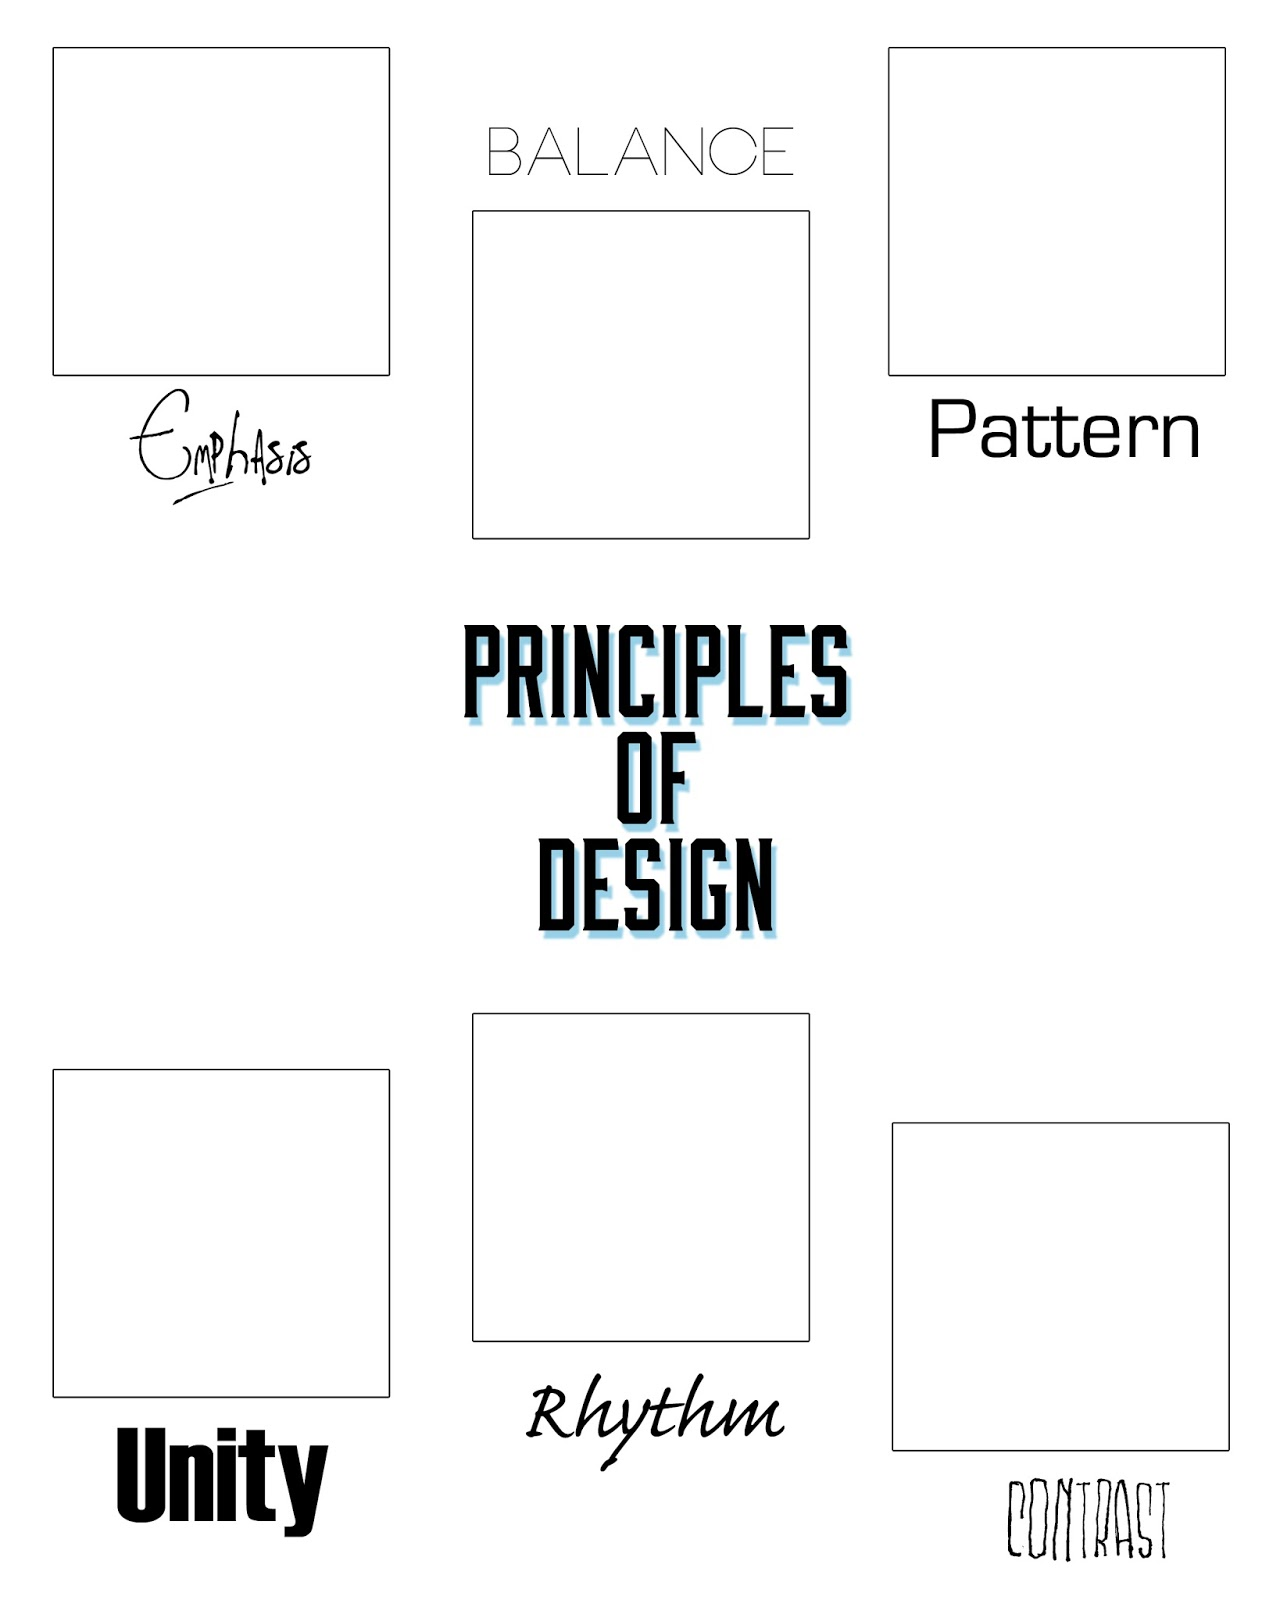 BALANCE
Emphasis
Pattern
PRINCIPLES
OF
DESIGN
Unity
Rhythm
CONTRAST